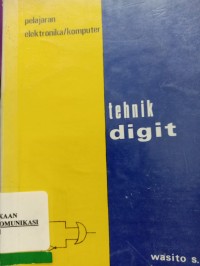 pelajaran
elektronika/komputer
tehnik
digit
KAAN
OMUNIKASI
wasito s.